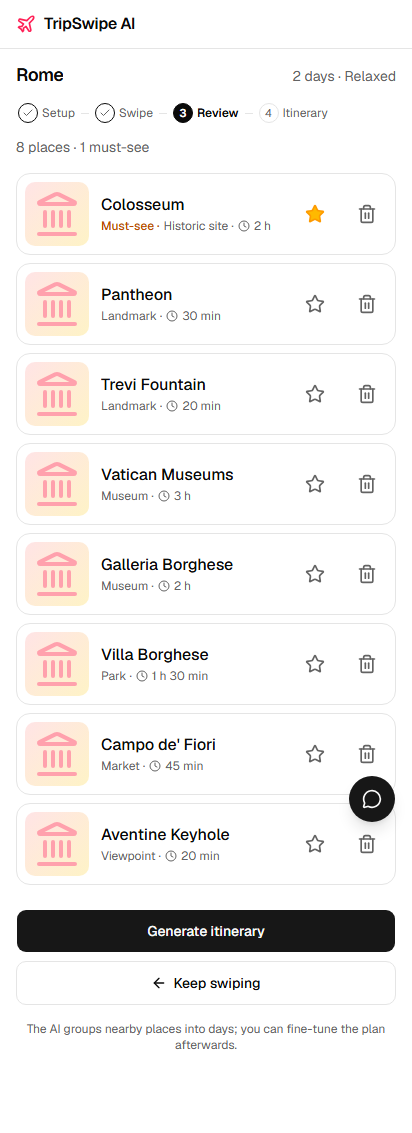 TripSwipe AI
Rome
2 days · Relaxed
Setup
Swipe
3 Review
4 Itinerary
8 places · 1 must-see
Colosseum
Must-see · Historic site · 2 h
Pantheon
Landmark · 30 min
Trevi Fountain
Landmark · 20 min
Vatican Museums
Museum · 3 h
Galleria Borghese
Museum · 2 h
Villa Borghese
Park · 1 h 30 min
Campo de' Fiori
Market · 45 min
Aventine Keyhole
Viewpoint · 20 min
Generate itinerary
Keep swiping
The AI groups nearby places into days; you can fine-tune the plan
afterwards.